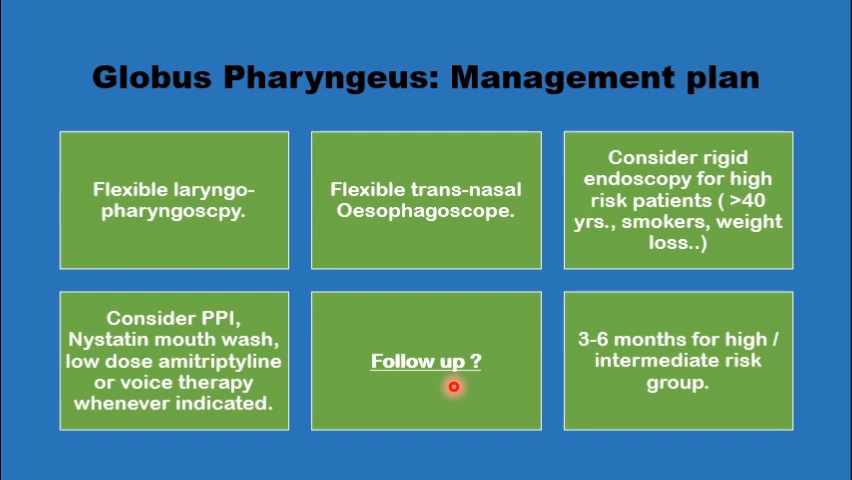 Globus Pharyngeus: Management plan
Flexible laryngo-
pharyngoscpy.
Flexible trans-nasal
Oesophagoscope.
Consider rigid
endoscopy for high
risk patients ( >40
yrs., smokers, weight
loss..)
Consider PPI,
Nystatin mouth wash,
low dose amitriptyline
or voice therapy
whenever indicated.
Follow up ?
3-6 months for high /
intermediate risk
group.